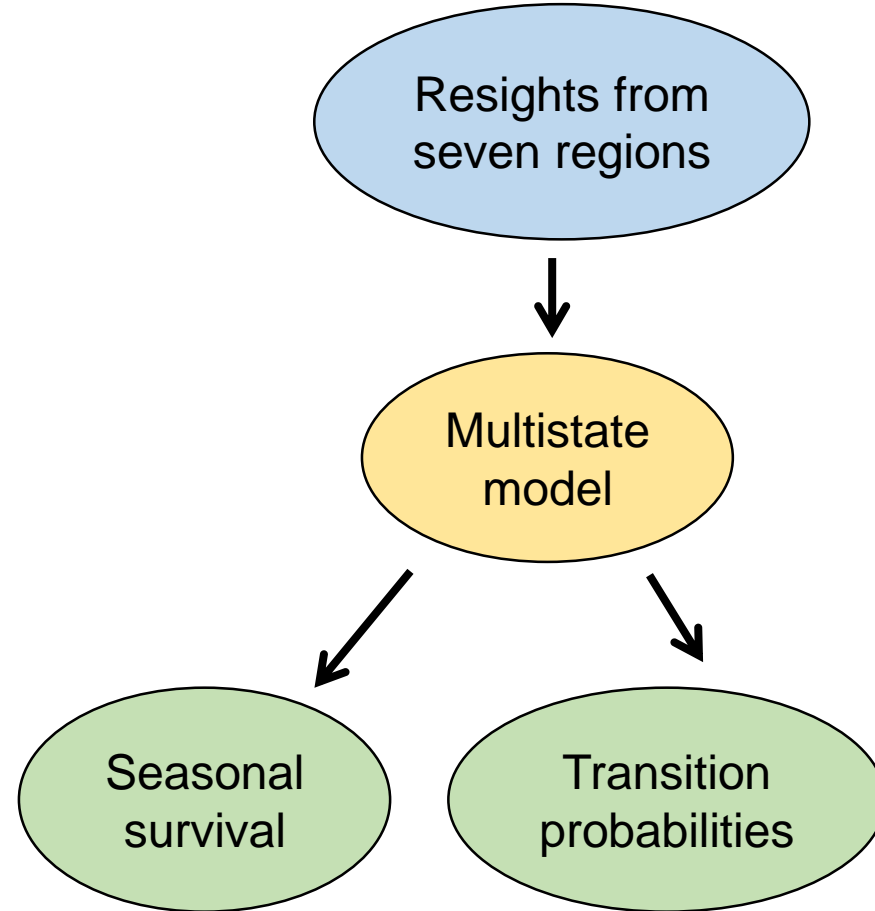 Resights from
seven regions
Multistate
model
Seasonal
survival
Transition
probabilities